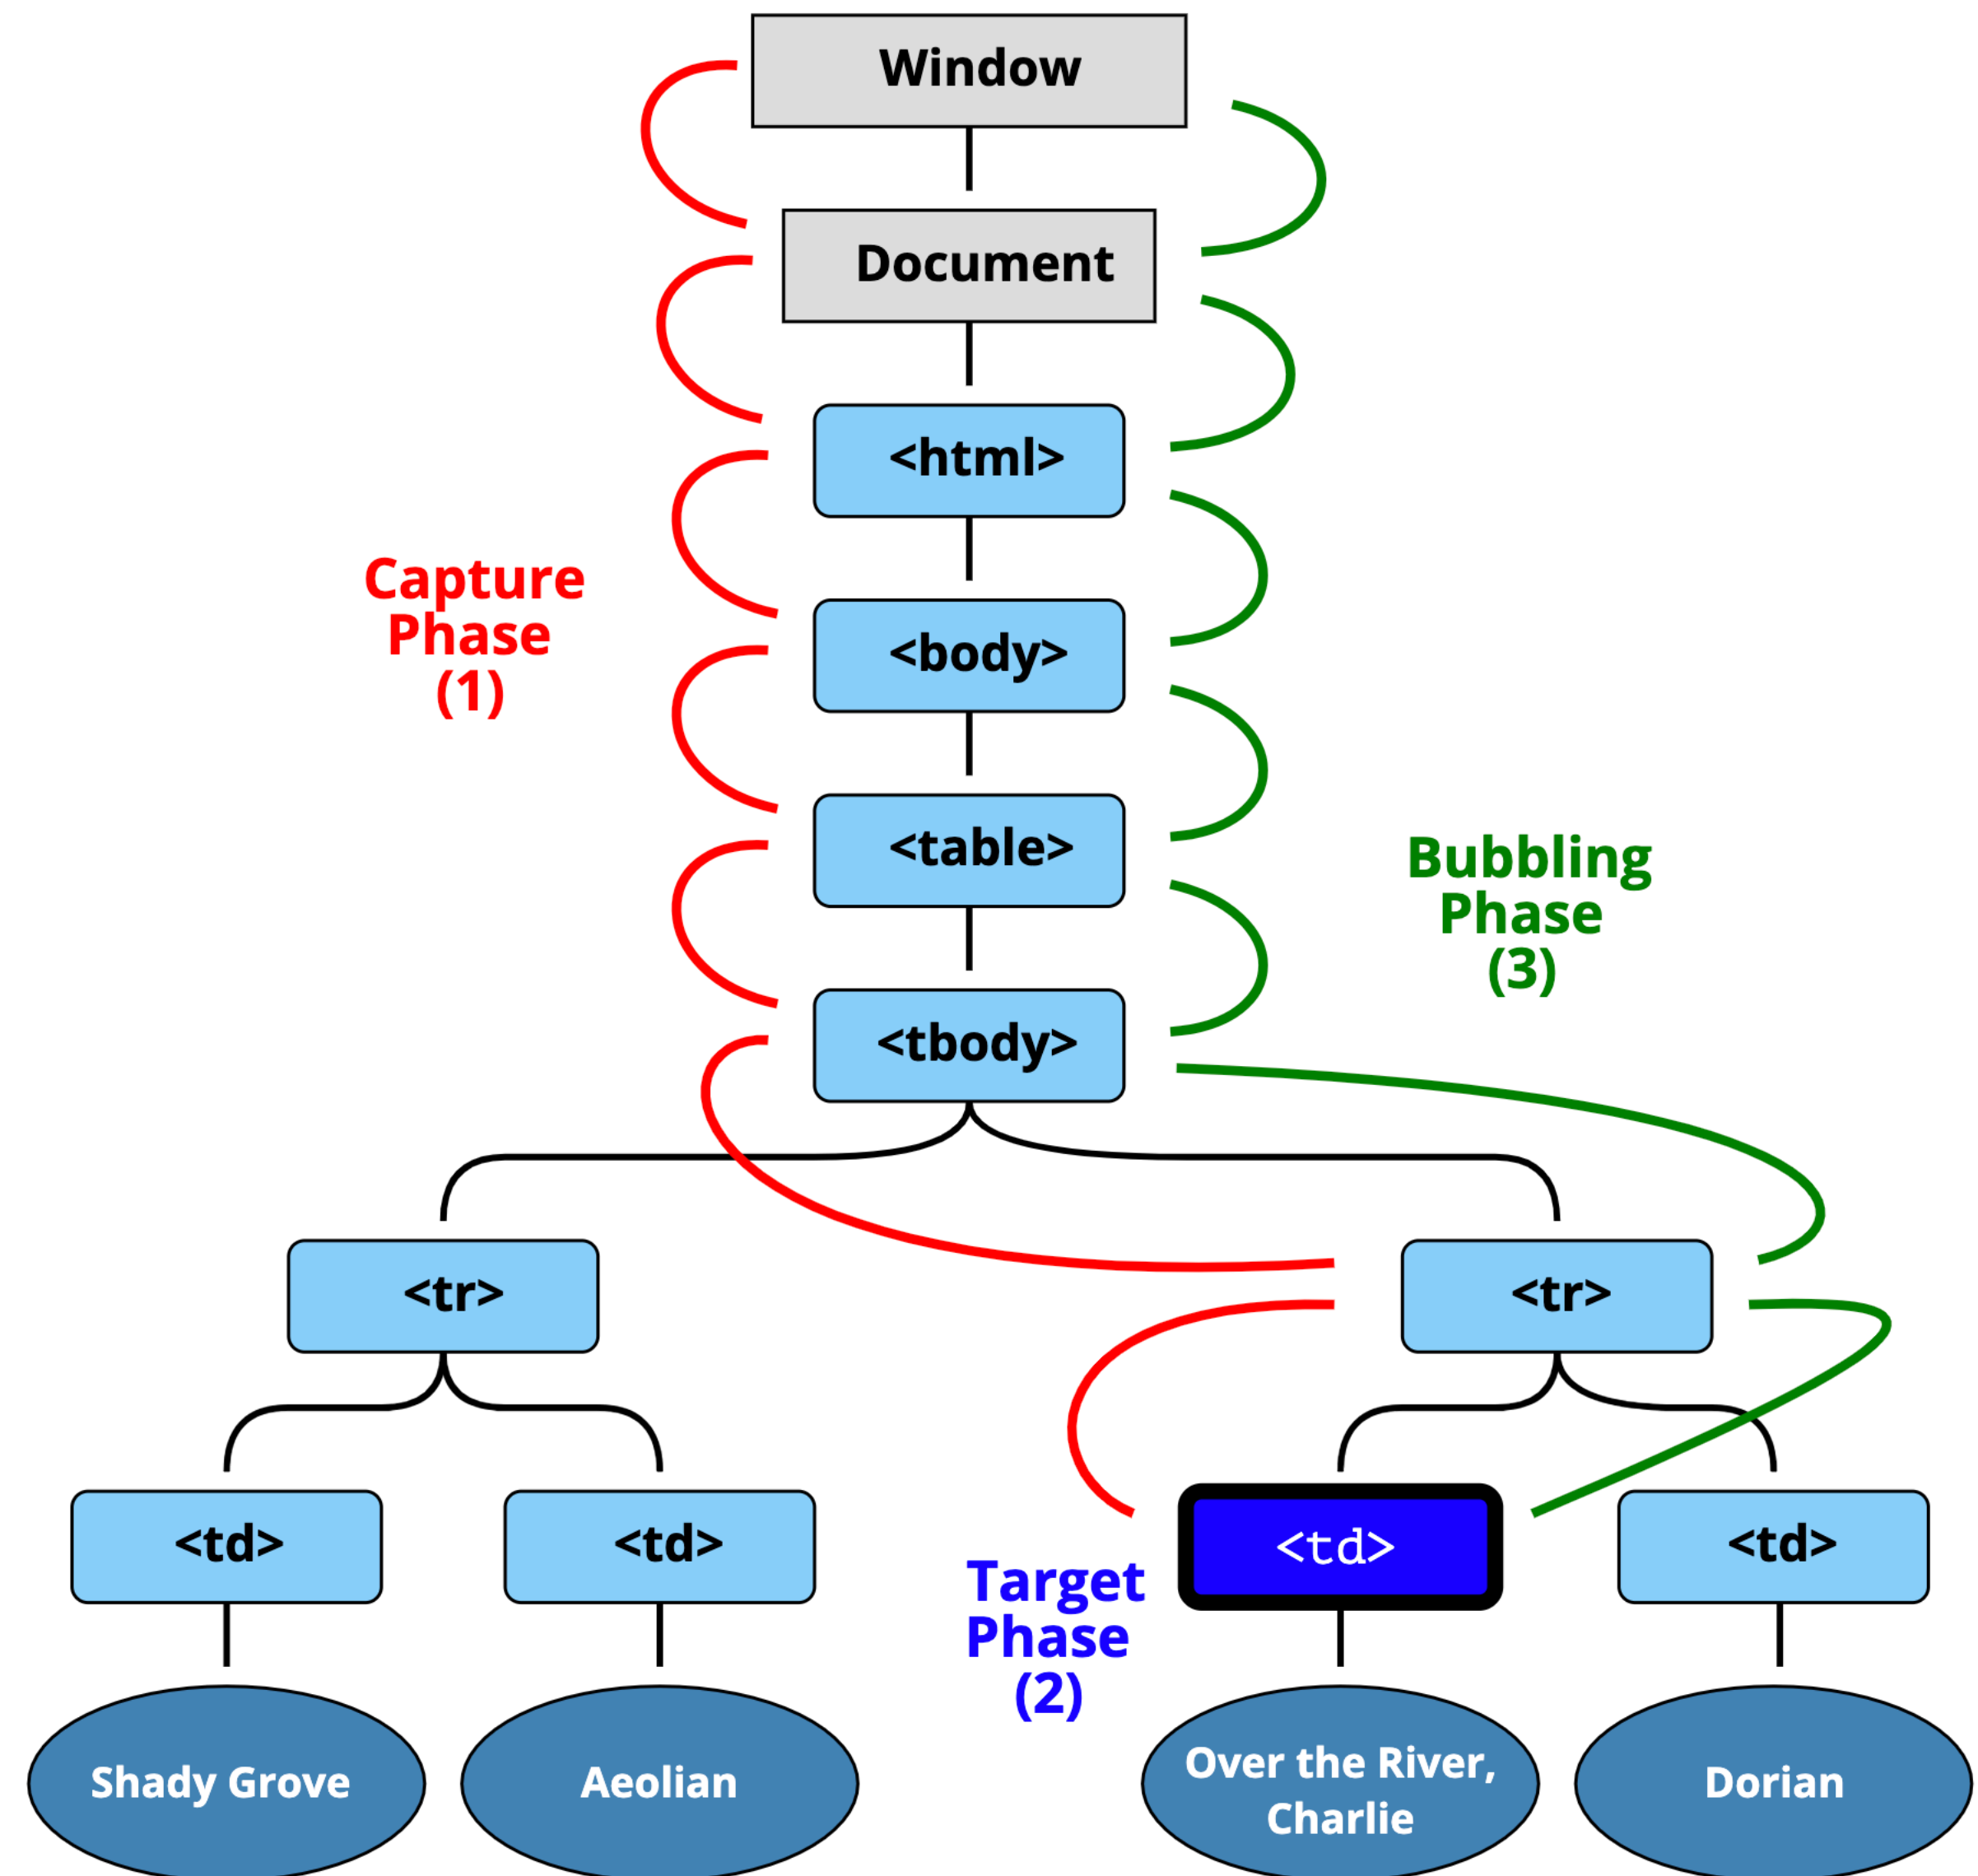 Window
Document
<html>
Capture
Phase
(1)
<body>
<table>
Bubbling
Phase
(3)
<tbody>
<tr>
<tr>
<td>
<td>
<td>
<td>
Target
Phase
(2)
Shady Grove
Aeolian
Over the River,
Charlie
Dorian